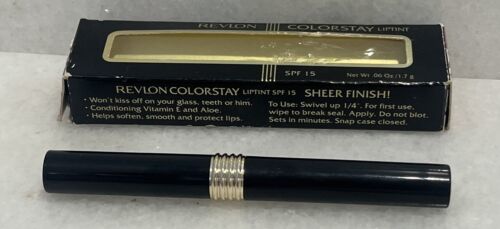 REVLON COLORSTAY LIPTINT
SPF 15 Net Wt .06 Oz/1.7 g
REVLON COLORSTAY LIPTINT SPF 15 SHEER FINISH!
• Won't kiss off on your glass, teeth or him.
• Conditioning Vitamin E and Aloe.
• Helps soften, smooth and protect lips.
To Use: Swivel up 1/4". For first use,
wipe to break seal. Apply. Do not blot.
Sets in minutes. Snap case closed.